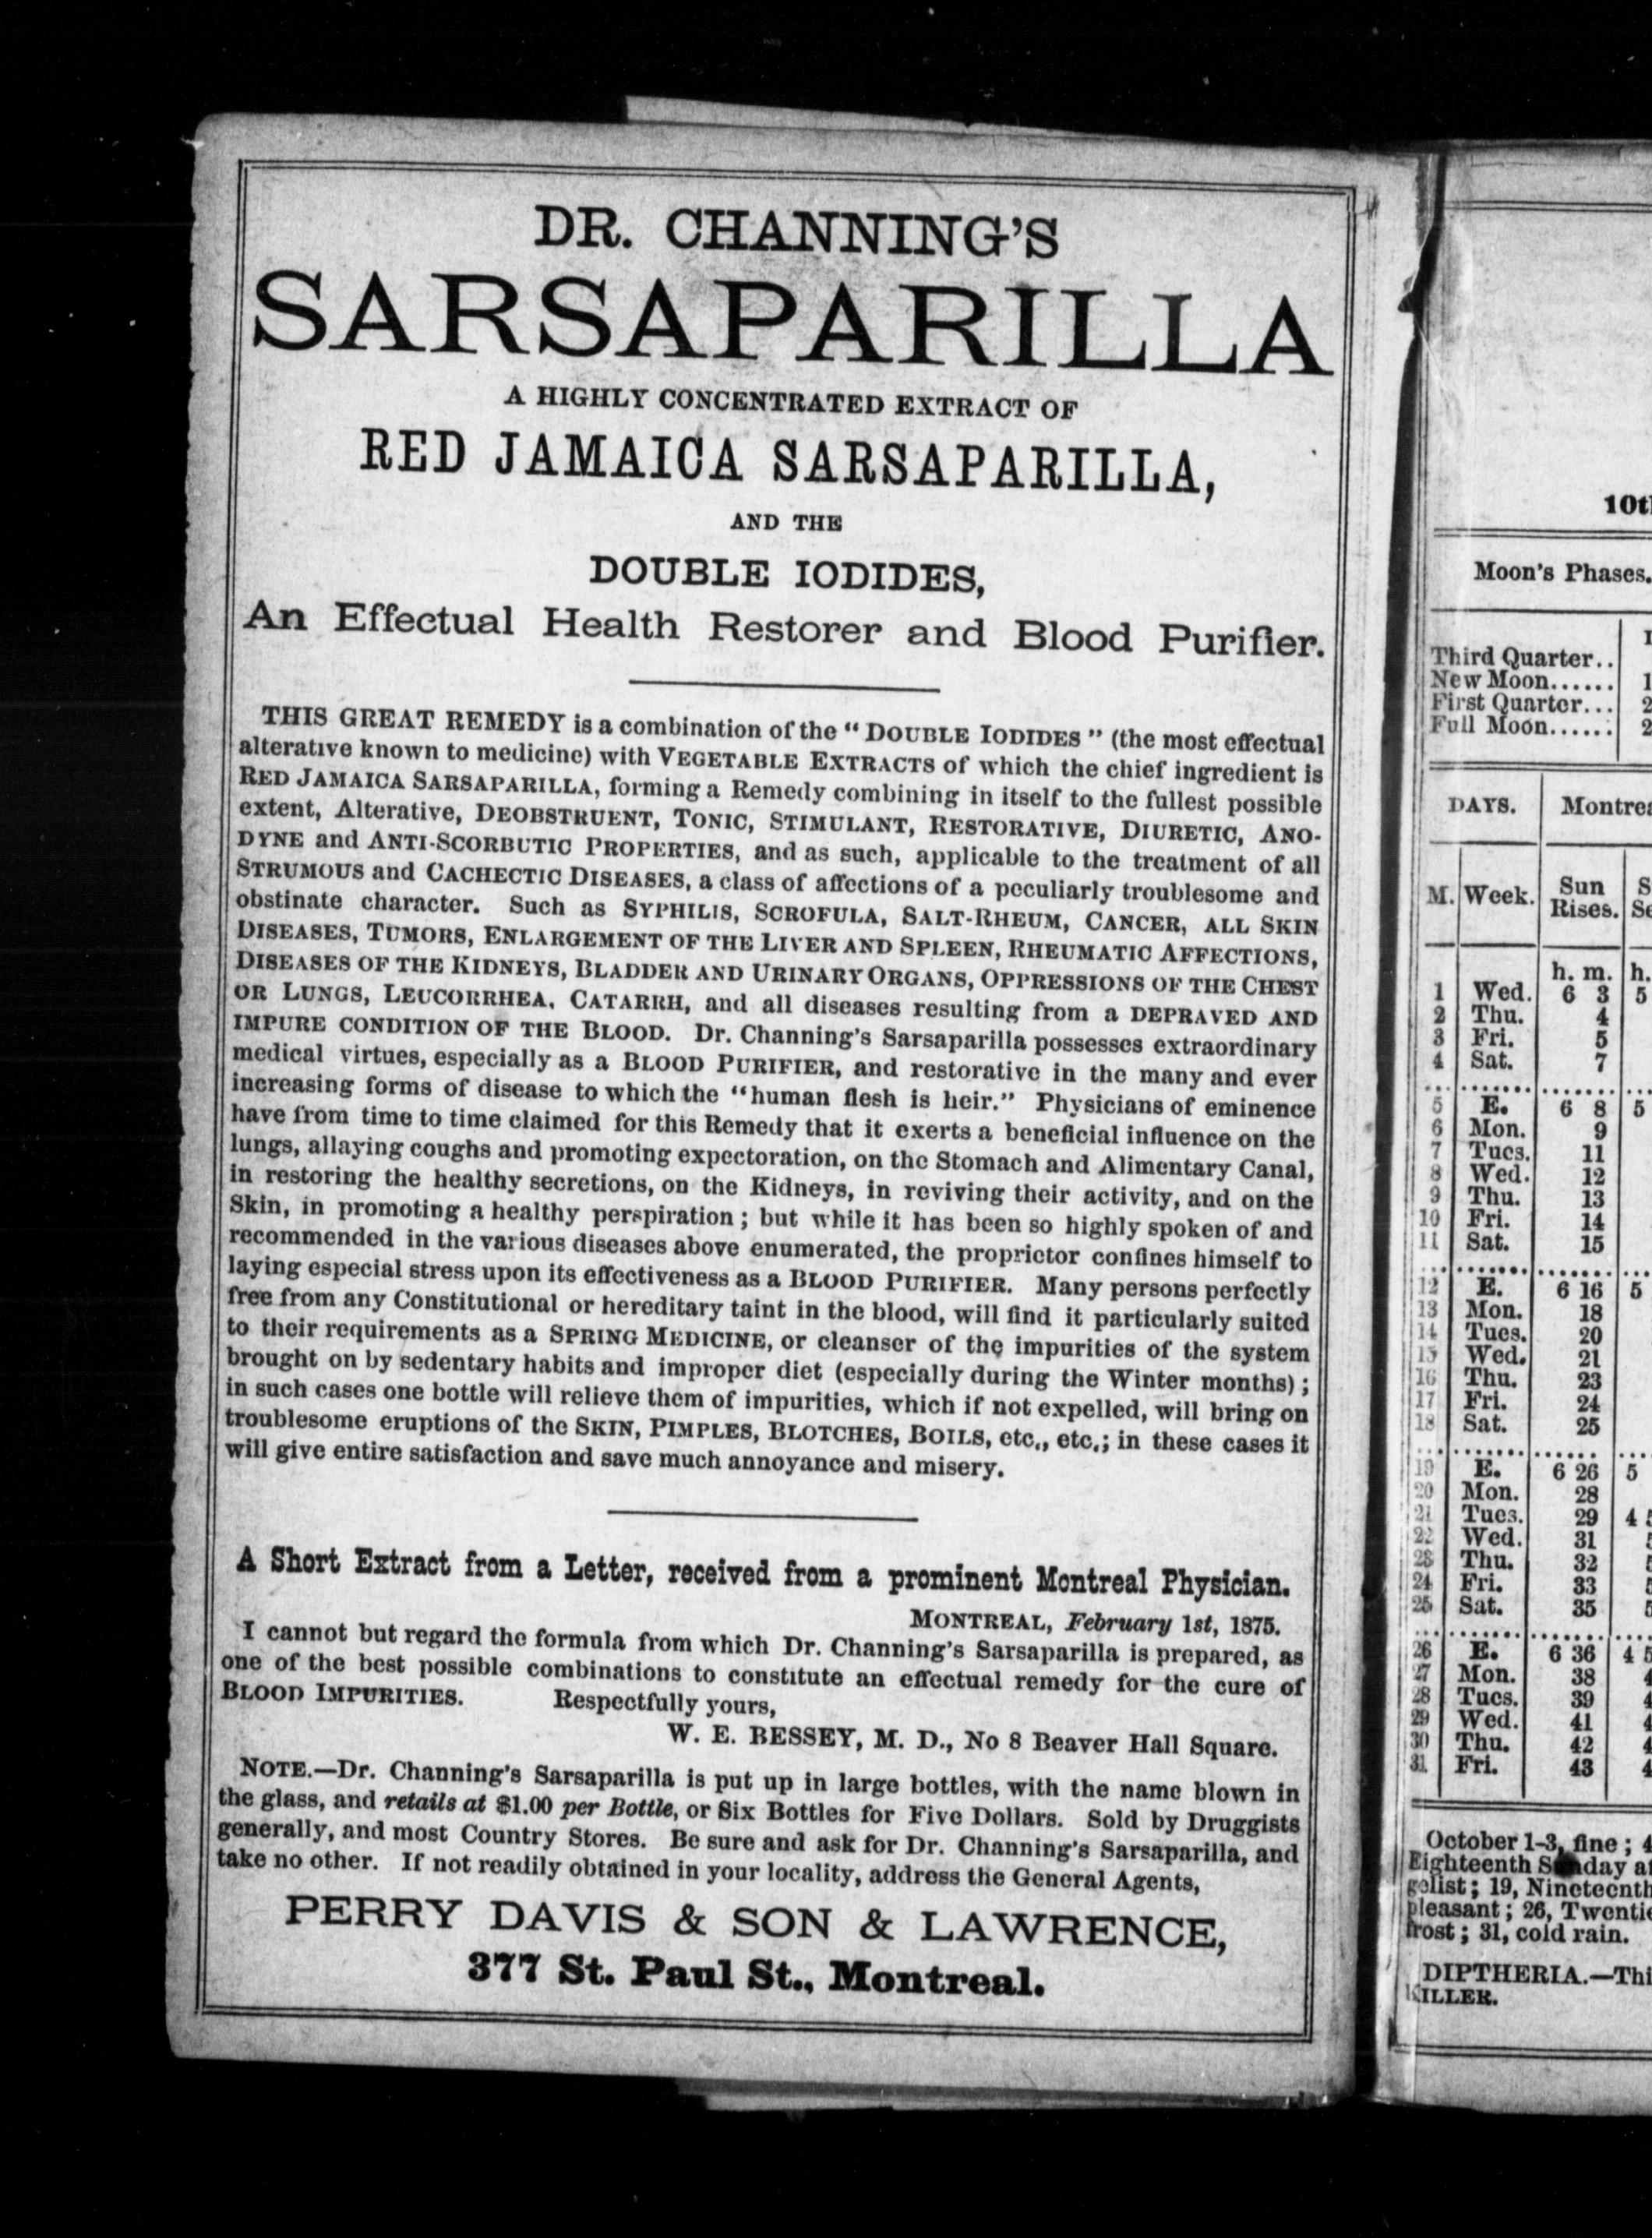 DR. CHANNING'S
SARSAPARILLA
A HIGHLY CONCENTRATED EXTRACT OF
RED JAMAICA SARSAPARILLA,
AND THE
DOUBLE IODIDES,
An Effectual Health Restorer and Blood Purifier.
THIS GREAT REMEDY is a combination of the "DOUBLE IODIDES" (the most effectual
alterative known to medicine) with VEGETABLE EXTRACTS of which the chief ingredient is
RED JAMAICA SARSAPARILLA, forming a Remedy combining in itself to the fullest possible
extent, Alterative, DEOBSTRUENT, TONIC, STIMULANT, RESTORATIVE, DIURETIC, ANO-
DYNE and ANTI-SCORBUTIC PROPERTIES, and as such, applicable to the treatment of all
STRUMOUS and CACHECTIC DISEASES, a class of affections of a peculiarly troublesome and
obstinate character. Such as SYPHILIS, SCROFULA, SALT-RHEUM, CANCER, ALL SKIN
DISEASES, TUMORS, ENLARGEMENT OF THE LIVER AND SPLEEN, RHEUMATIC AFFECTIONS,
DISEASES OF THE KIDNEYS, BLADDER AND URINARY ORGANS, OPPRESSIONS OF THE CHEST
OR LUNGS, LEUCORRHEA, CATARRH, and all diseases resulting from a DEPRAVED AND
IMPURE CONDITION OF THE BLOOD. Dr. Channing's Sarsaparilla possesses extraordinary
medical virtues, especially as a BLOOD PURIFIER, and restorative in the many and ever
increasing forms of disease to which the "human flesh is heir." Physicians of eminence
have from time to time claimed for this Remedy that it exerts a beneficial influence on the
lungs, allaying coughs and promoting expectoration, on the Stomach and Alimentary Canal,
in restoring the healthy secretions, on the Kidneys, in reviving their activity, and on the
Skin, in promoting a healthy perspiration; but while it has been so highly spoken of and
recommended in the various diseases above enumerated, the proprietor confines himself to
laying especial stress upon its effectiveness as a BLOOD PURIFIER. Many persons perfectly
free from any Constitutional or hereditary taint in the blood, will find it particularly suited
to their requirements as a SPRING MEDICINE, or cleanser of the impurities of the system
brought on by sedentary habits and improper diet (especially during the Winter months);
in such cases one bottle will relieve them of impurities, which if not expelled, will bring on
troublesome eruptions of the SKIN, PIMPLES, BLOTCHES, BOILS, etc., etc.; in these cases it
will give entire satisfaction and save much annoyance and misery.
A Short Extract from a Letter, received from a prominent Montreal Physician.
MONTREAL, February 1st, 1875.
I cannot but regard the formula from which Dr. Channing's Sarsaparilla is prepared, as
one of the best possible combinations to constitute an effectual remedy for the cure of
BLOOD IMPURITIES. Respectfully yours,
W. E. BESSEY, M. D., No 8 Beaver Hall Square.
NOTE.—Dr. Channing's Sarsaparilla is put up in large bottles, with the name blown in
the glass, and retails at $1.00 per Bottle, or Six Bottles for Five Dollars. Sold by Druggists
generally, and most Country Stores. Be sure and ask for Dr. Channing's Sarsaparilla, and
take no other. If not readily obtained in your locality, address the General Agents,
PERRY DAVIS & SON & LAWRENCE,
377 St. Paul St., Montreal.
10t
Moon's Phases.
Third Quarter..
New Moon...... 1
First Quarter... 2
Full Moon...... 2
DAYS.
M. Week. Sun Rises.
h. m. h.
1 Wed. 6 3 5
2 Thu. 4
3 Fri. 5
4 Sat. 7
5 E. 6 8 5
6 Mon. 9
7 Tues. 11
8 Wed. 12
9 Thu. 13
10 Fri. 14
11 Sat. 15
12 E. 6 16 5
13 Mon. 18
14 Tues. 20
15 Wed. 21
16 Thu. 23
17 Fri. 24
18 Sat. 25
19 E. 6 26 5
20 Mon. 28
21 Tues. 29 4
22 Wed. 31
23 Thu. 32
24 Fri. 33
25 Sat. 35
26 E. 6 36 4
27 Mon. 38
28 Tues. 39
29 Wed. 41
30 Thu. 42
31 Fri. 43
October 1-3, fine; 4
Eighteenth
gelist; 19, Nineteenth
pleasant; 26,
frost; 31, cold rain.
DIPTHERIA.—Thi
KILLER.